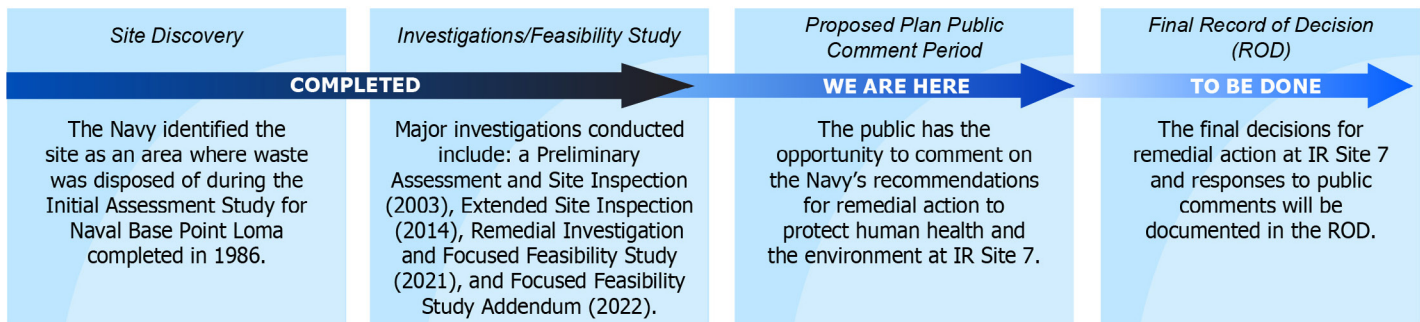 Site Discovery
COMPLETED
The Navy identified the
site as an area where waste
was disposed of during the
Initial Assessment Study for
Naval Base Point Loma
completed in 1986.
Investigations/Feasibility Study
Major investigations conducted
include: a Preliminary
Assessment and Site Inspection
(2003), Extended Site Inspection
(2014), Remedial Investigation
and Focused Feasibility Study
(2021), and Focused Feasibility
Study Addendum (2022).
Proposed Plan Public
Comment Period
WE ARE HERE
The public has the
opportunity to comment on
the Navy’s recommendations
for remedial action to
protect human health and
the environment at IR Site 7.
Final Record of Decision
(ROD)
TO BE DONE
The final decisions for
remedial action at IR Site 7
and responses to public
comments will be
documented in the ROD.